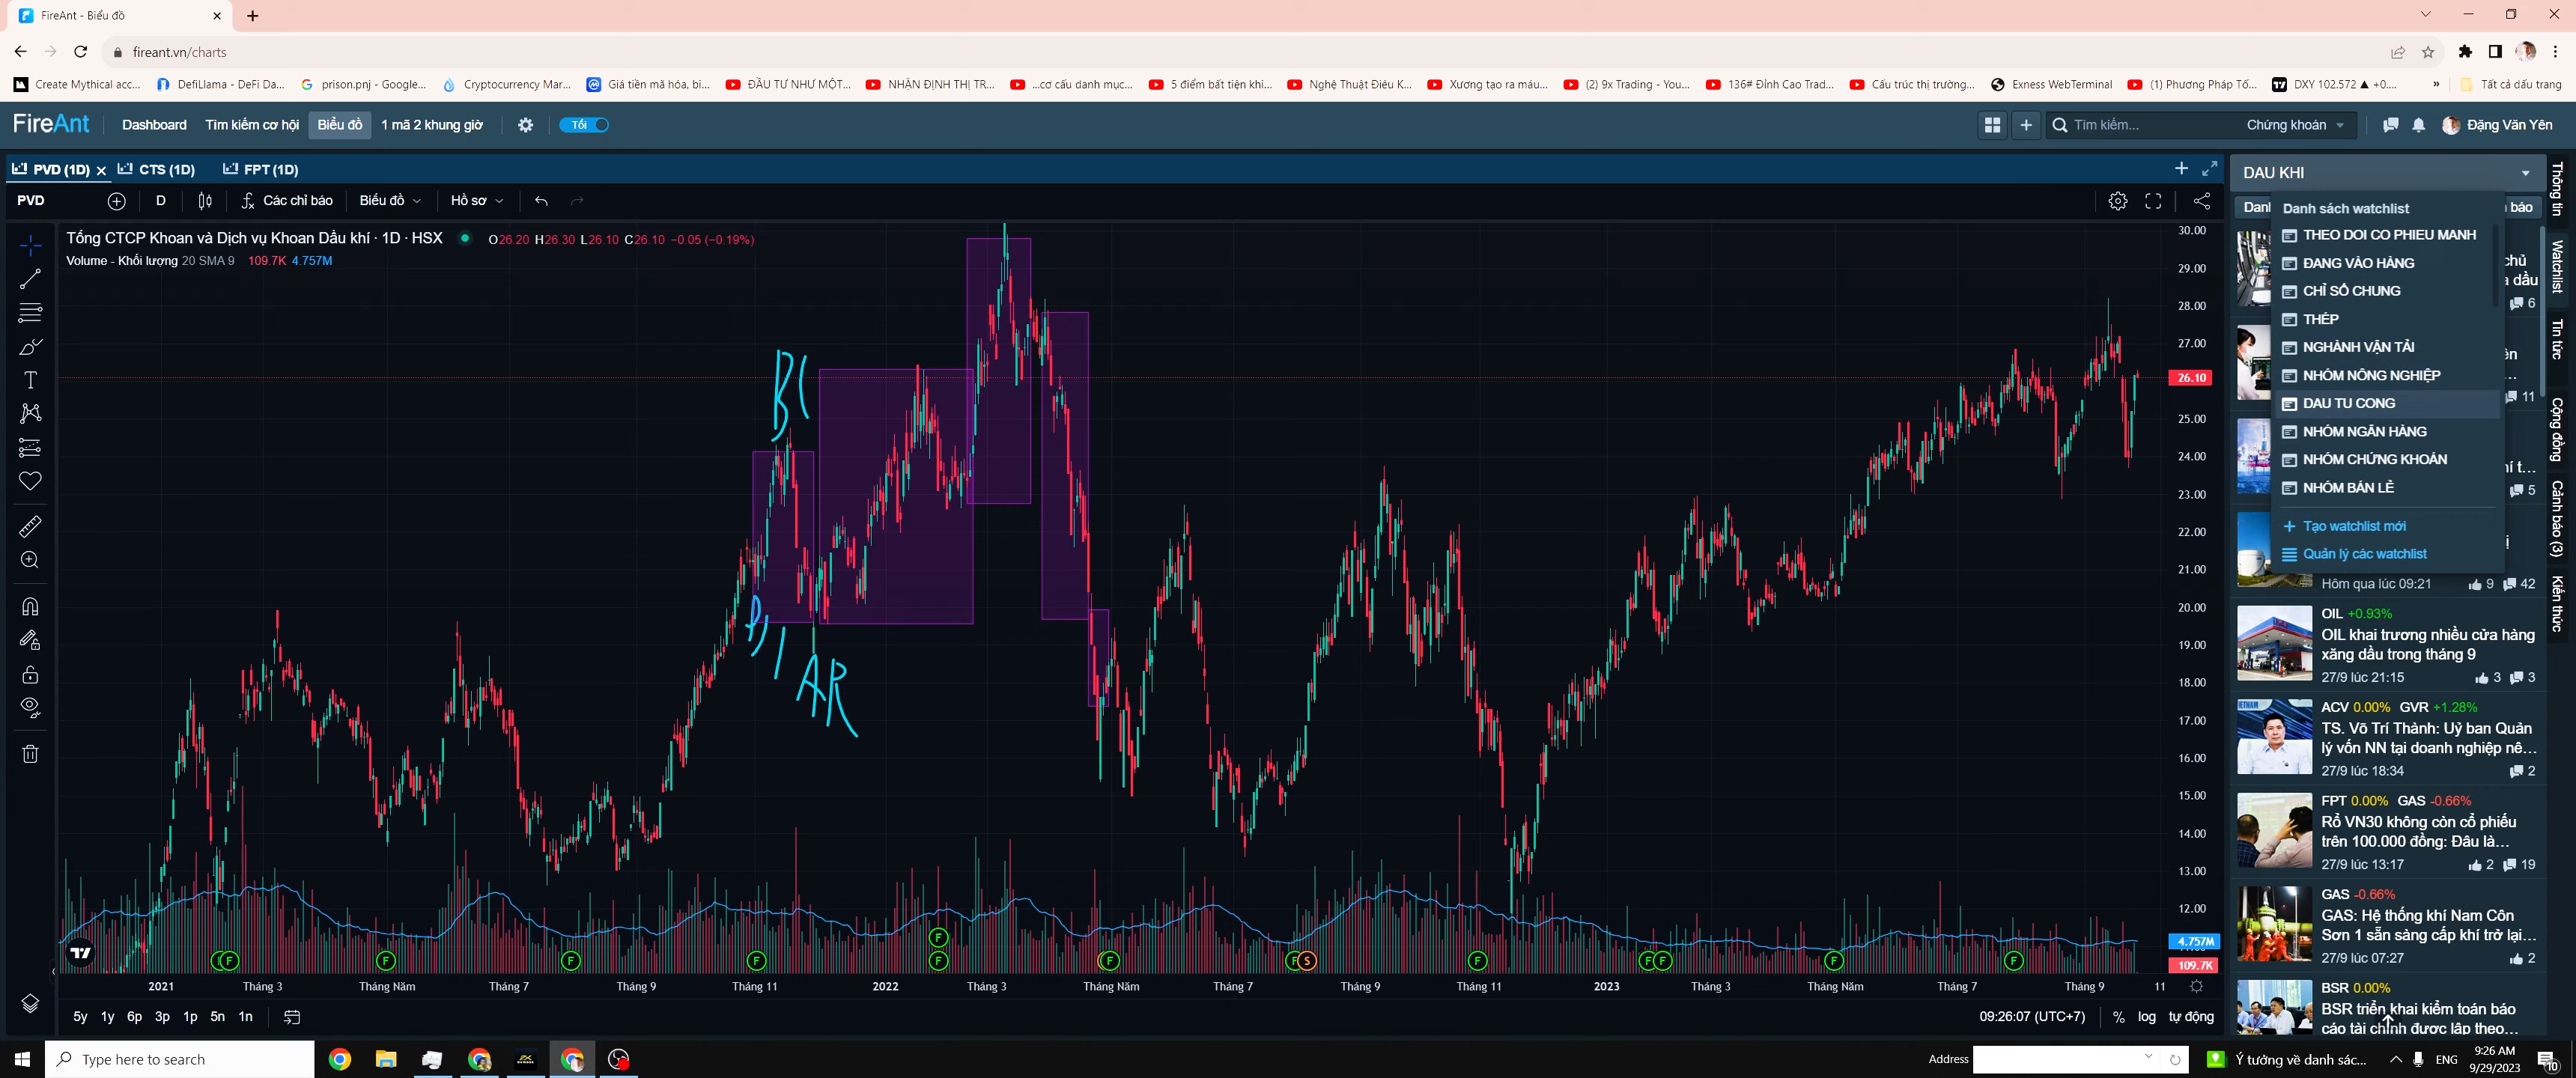 FireAnt - Biểu đồ
fireant.vn/charts
Create Mythical acc...
DefiLlama - DeFi Da...
prison.pnj - Google...
Cryptocurrency Mar...
Giá tiền mã hóa, bi...
ĐẦU TƯ NHƯ MỘT...
NHẬN ĐỊNH THỊ TR...
...cơ cấu danh mục...
5 điểm bất tiện khi...
Nghệ Thuật Điêu K...
Xương tạo ra máu...
(2) 9x Trading - You...
136# Đỉnh Cao Trad...
Cấu trúc thị trường...
Exness WebTerminal
(1) Phương Pháp Tố...
DXY 102.572 ▲ +0....
»
Tất cả dấu trang
FireAnt
Dashboard
Tìm kiếm cơ hội
Biểu đồ
1 mã 2 khung giờ
Tối
Tìm kiếm...
Chứng khoán
Đặng Văn Yên
PVD (1D)
CTS (1D)
FPT (1D)
PVD
D
Các chỉ báo
Biểu đồ
Hồ sơ
Tổng CTCP Khoan và Dịch vụ Khoan Dầu khí · 1D · HSX
O26.20 H26.30 L26.10 C26.10 −0.05 (−0.19%)
Volume - Khối lượng 20 SMA 9 109.7K 4.757M
AR
30.00
29.00
28.00
27.00
26.10
25.00
24.00
23.00
22.00
21.00
20.00
19.00
18.00
17.00
16.00
15.00
14.00
13.00
12.00
4.757M
109.7K
F
F
F
F
F
F
F
F
S
F
F
F
F
F
2021
Tháng 3
Tháng Năm
Tháng 7
Tháng 9
Tháng 11
2022
Tháng 3
Tháng Năm
Tháng 7
Tháng 9
Tháng 11
2023
Tháng 3
Tháng Năm
Tháng 7
Tháng 9
11
5y
1y
6p
3p
1p
5n
1n
09:26:07 (UTC+7)
%
log
tự động
DAU KHI
báo
Danh sách watchlist
THEO DOI CO PHIEU MANH
ĐANG VÀO HÀNG
CHỈ SỐ CHUNG
THÉP
NGHÀNH VẬN TẢI
NHÓM NÔNG NGHIỆP
DAU TU CONG
NHÓM NGÂN HÀNG
NHÓM CHỨNG KHOÁN
NHÓM BÁN LẺ
Tạo watchlist mới
Quản lý các watchlist
6
11
5
Hôm qua lúc 09:21
9
42
OIL +0.93%
OIL khai trương nhiều cửa hàng
xăng dầu trong tháng 9
27/9 lúc 21:15
3
3
ACV 0.00% GVR +1.28%
TS. Võ Trí Thành: Uỷ ban Quản
lý vốn NN tại doanh nghiệp nê...
27/9 lúc 18:34
2
FPT 0.00% GAS -0.66%
Rổ VN30 không còn cổ phiếu
trên 100.000 đồng: Đâu là...
27/9 lúc 13:17
2
19
GAS -0.66%
GAS: Hệ thống khí Nam Côn
Sơn 1 sẵn sàng cấp khí trở lại...
27/9 lúc 07:27
2
BSR 0.00%
BSR triển khai kiểm toán báo
cáo tài chính được lập theo...
Thông tin
Watchlist
Tin tức
Cộng đồng
Cảnh báo (3)
Kiến thức
Type here to search
Address
Ý tưởng về danh sác...
ENG
9:26 AM
9/29/2023
10